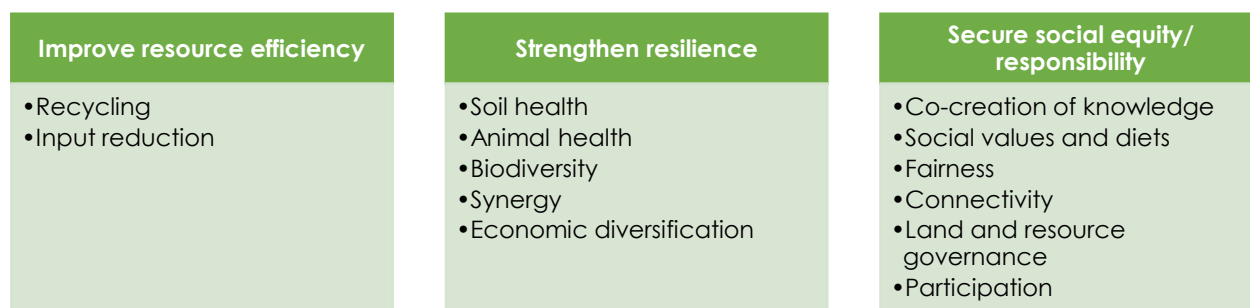 Improve resource efficiency
•Recycling
•Input reduction
Strengthen resilience
•Soil health
•Animal health
•Biodiversity
•Synergy
•Economic diversification
Secure social equity/
responsibility
•Co-creation of knowledge
•Social values and diets
•Fairness
•Connectivity
•Land and resource
governance
•Participation